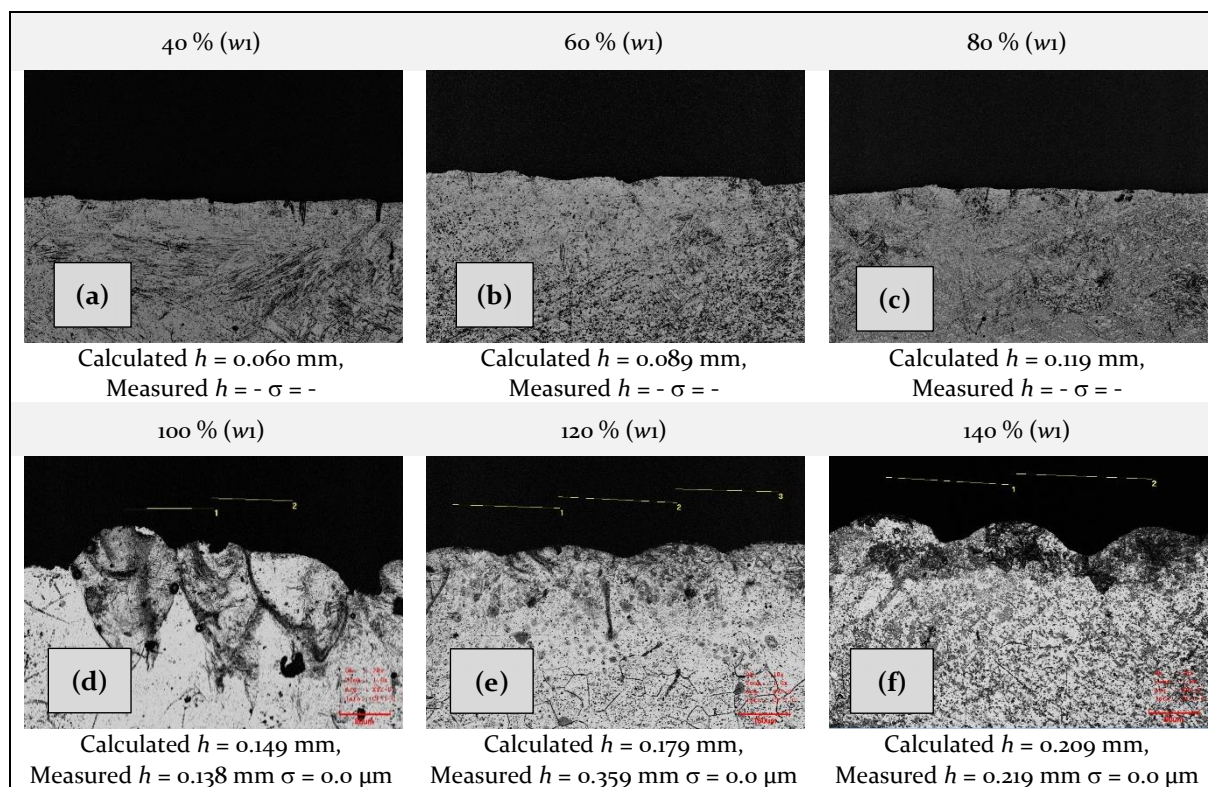 40 % (w1)
60 % (w1)
80 % (w1)
(a)
(b)
(c)
Calculated h = 0.060 mm,
Measured h = - σ = -
Calculated h = 0.089 mm,
Measured h = - σ = -
Calculated h = 0.119 mm,
Measured h = - σ = -
100 % (w1)
120 % (w1)
140 % (w1)
1
2
1
2
3
1
2
(d)
(e)
(f)
Calculated h = 0.149 mm,
Measured h = 0.138 mm σ = 0.0 µm
Calculated h = 0.179 mm,
Measured h = 0.359 mm σ = 0.0 µm
Calculated h = 0.209 mm,
Measured h = 0.219 mm σ = 0.0 µm